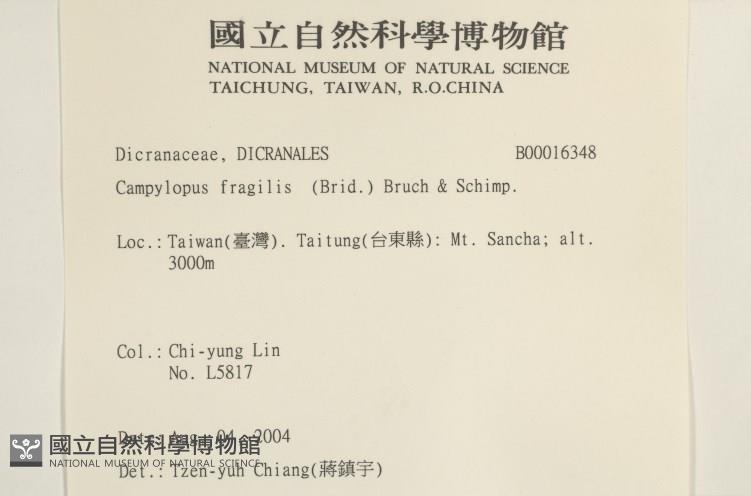 國立自然科學博物館
NATIONAL MUSEUM OF NATURAL SCIENCE
TAICHUNG, TAIWAN, R.O.CHINA
Dicranaceae, DICRANALES B00016348
Campylopus fragilis (Brid.) Bruch & Schimp.
Loc.: Taiwan(臺灣). Taitung(台東縣): Mt. Sancha; alt.
3000m
Col.: Chi-yung Lin
No. L5817
Date: Aug. 04, 2004
國立自然科學博物館
NATIONAL MUSEUM OF NATURAL SCIENCE
Det.: Tzen-yuh Chiang(蔣鎮宇)